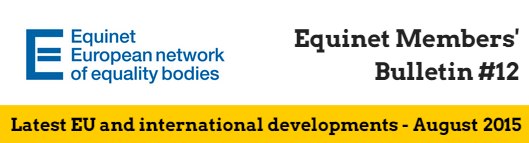 Equinet
European network
of equality bodies
Equinet Members'
Bulletin #12
Latest EU and international developments - August 2015